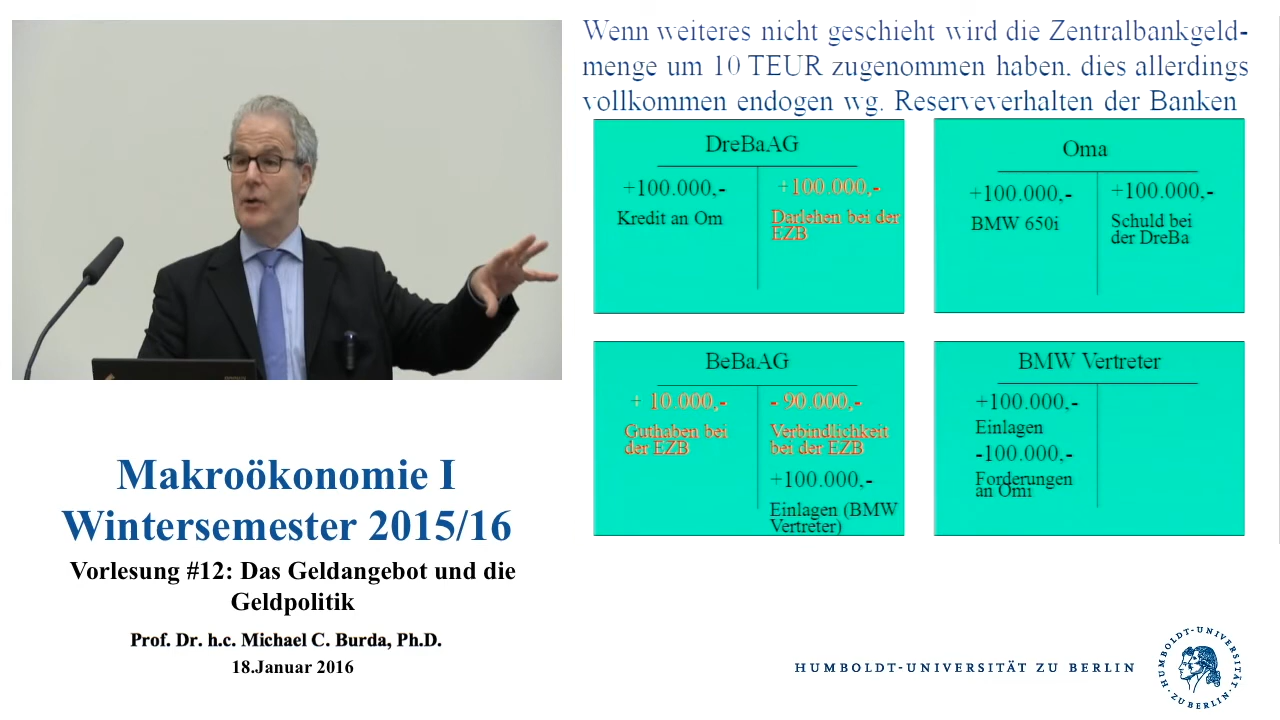 Wenn weiteres nicht geschieht wird die Zentralbankgeld-
menge um 10 TEUR zugenommen haben, dies allerdings
vollkommen endogen wg. Reserveverhalten der Banken
DreBaAG
+100.000,-
Kredit an Om
+100.000,-
Darlehen bei der
EZB
Oma
+100.000,-
BMW 650i
+100.000,-
Schuld bei
der DreBa
BeBaAG
+ 10.000,-
Guthaben bei
der EZB
- 90.000,-
Verbindlichkeit
bei der EZB
+100.000,-
Einlagen (BMW
Vertreter)
BMW Vertreter
+100.000,-
Einlagen
-100.000,-
Forderungen
an Omi
Makroökonomie I
Wintersemester 2015/16
Vorlesung #12: Das Geldangebot und die
Geldpolitik
Prof. Dr. h.c. Michael C. Burda, Ph.D.
18.Januar 2016
HUMBOLDT-UNIVERSITÄT ZU BERLIN
HUMBOLDT-UNIVERSITÄT · ZU BERLIN ·